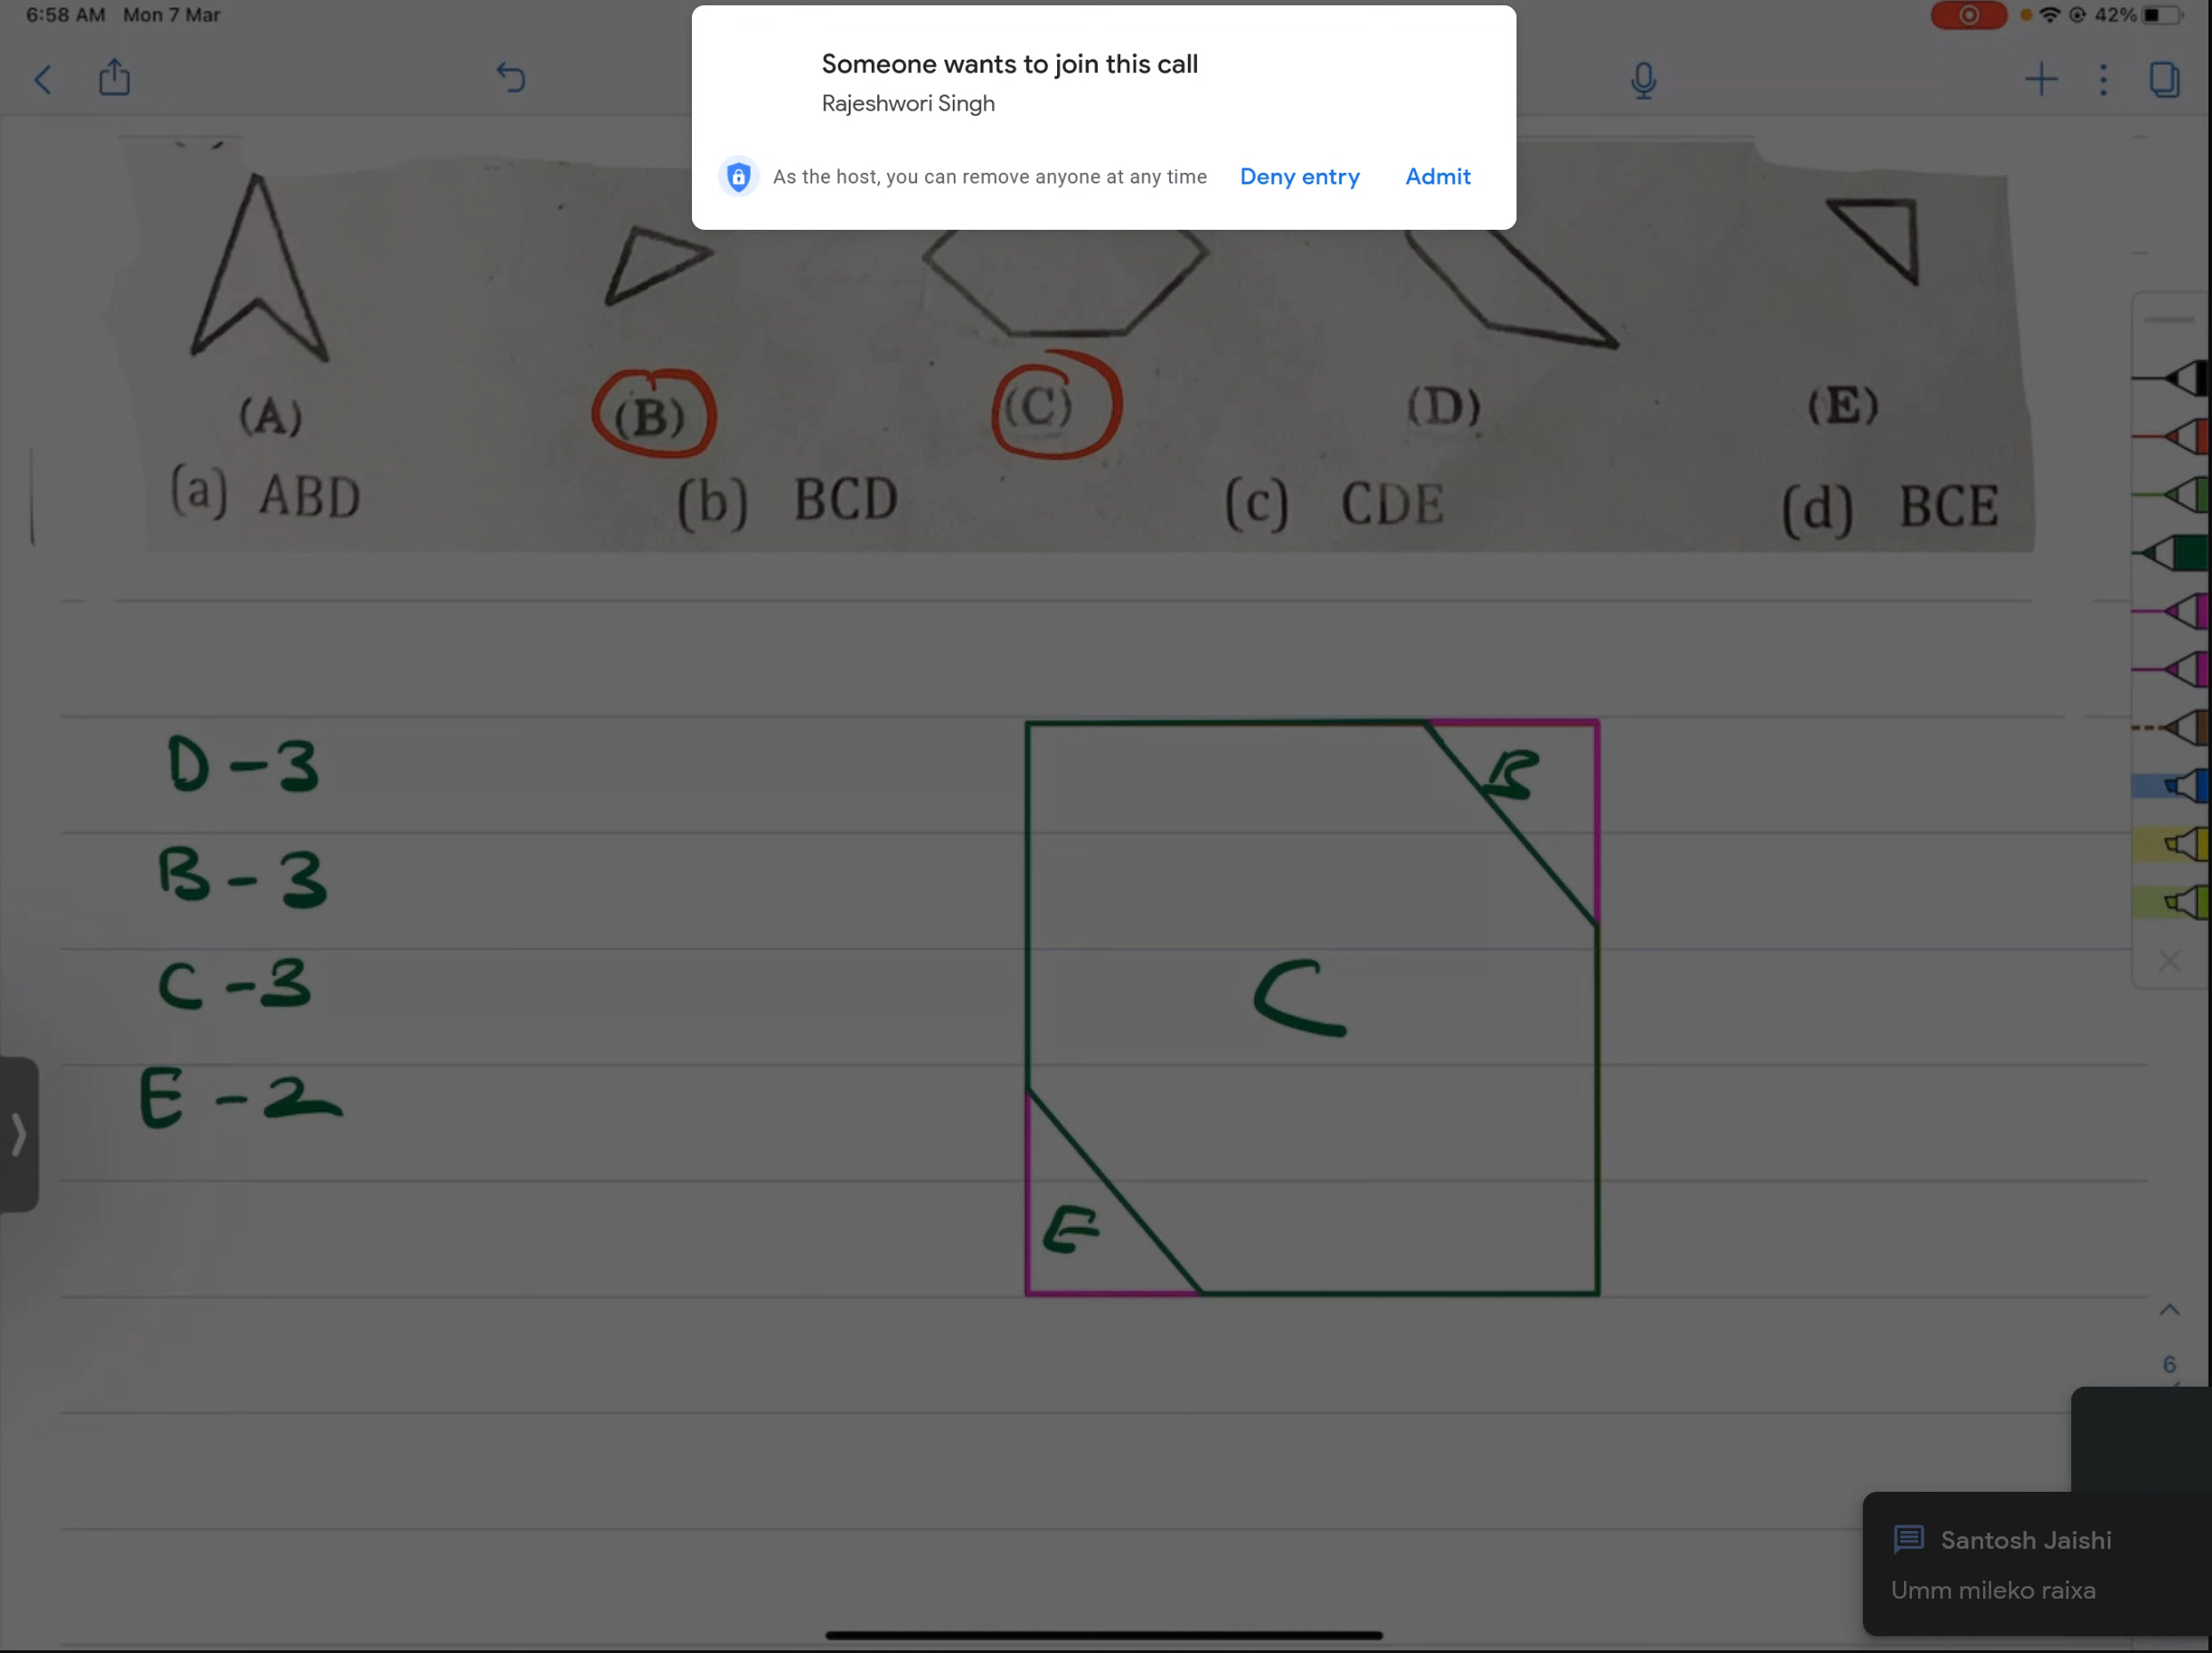 6:58 AM Mon 7 Mar
42%
Someone wants to join this call
Rajeshwori Singh
As the host, you can remove anyone at any time Deny entry Admit
(A) (B) (C) (D) (E)
(a) ABD (b) BCD (c) CDE (d) BCE
D-3
B
B-3
C-3
C
E-2
E
6
Santosh Jaishi
Umm mileko raixa